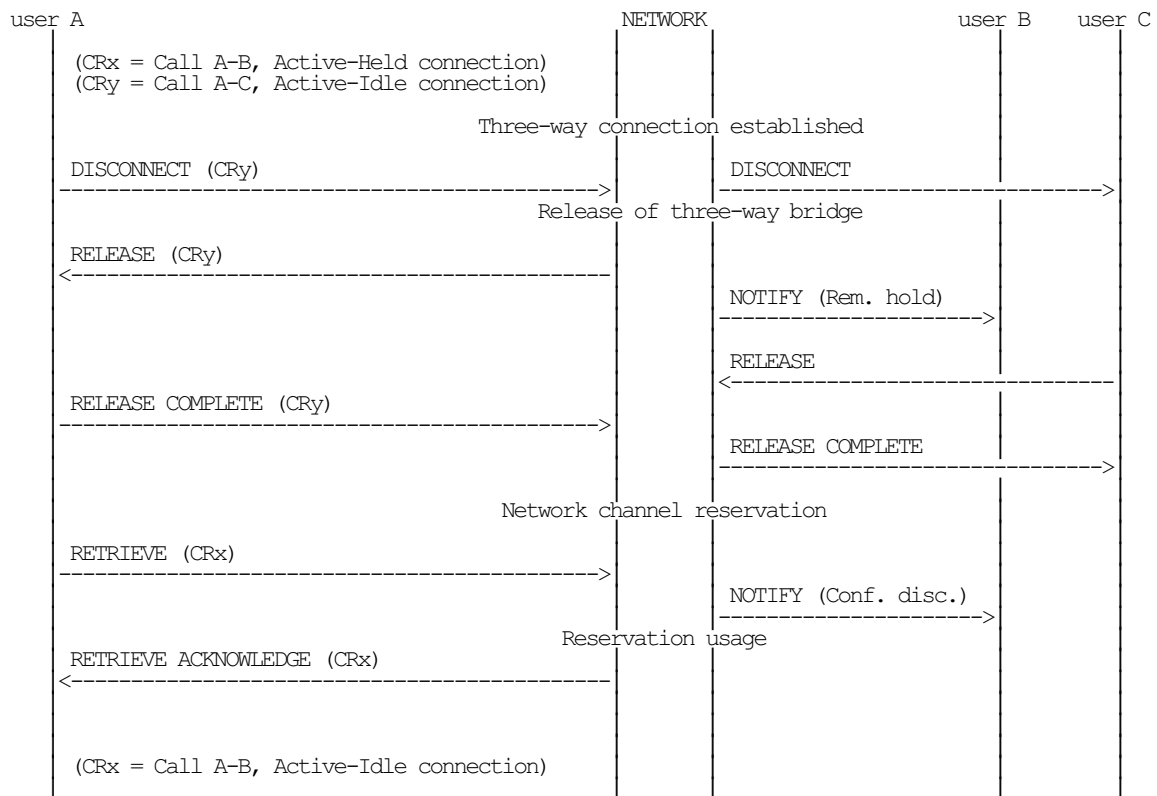 user A NETWORK user B user C
(CRx = Call A-B, Active-Held connection)
(CRy = Call A-C, Active-Idle connection)
Three-way connection established
DISCONNECT (CRy) DISCONNECT
Release of three-way bridge
RELEASE (CRy)
NOTIFY (Rem. hold)
RELEASE
RELEASE COMPLETE (CRy)
RELEASE COMPLETE
Network channel reservation
RETRIEVE (CRx)
NOTIFY (Conf. disc.)
Reservation usage
RETRIEVE ACKNOWLEDGE (CRx)
(CRx = Call A-B, Active-Idle connection)